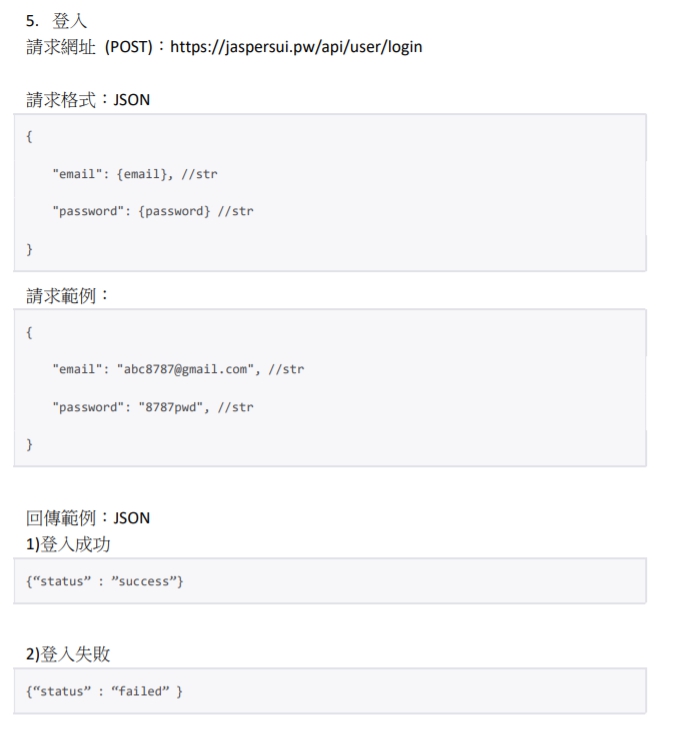 5. 登入
請求網址 (POST)：https://jaspersui.pw/api/user/login
請求格式：JSON
{
"email": {email}, //str
"password": {password} //str
}
請求範例：
{
"email": "abc8787@gmail.com", //str
"password": "8787pwd", //str
}
回傳範例：JSON
1)登入成功
{“status” : ”success”}
2)登入失敗
{“status” : “failed” }